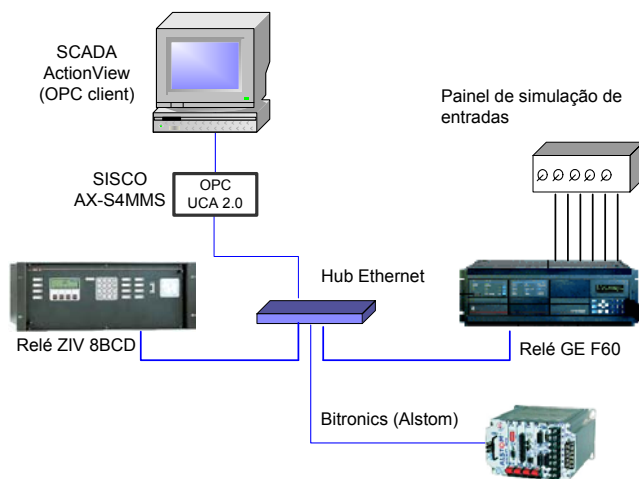 SCADA
ActionView
(OPC client)
Painel de simulação de
entradas
SISCO
AX-S4MMS
OPC
UCA 2.0
Hub Ethernet
Relé ZIV 8BCD
Relé GE F60
Bitronics (Alstom)
ALSTOM